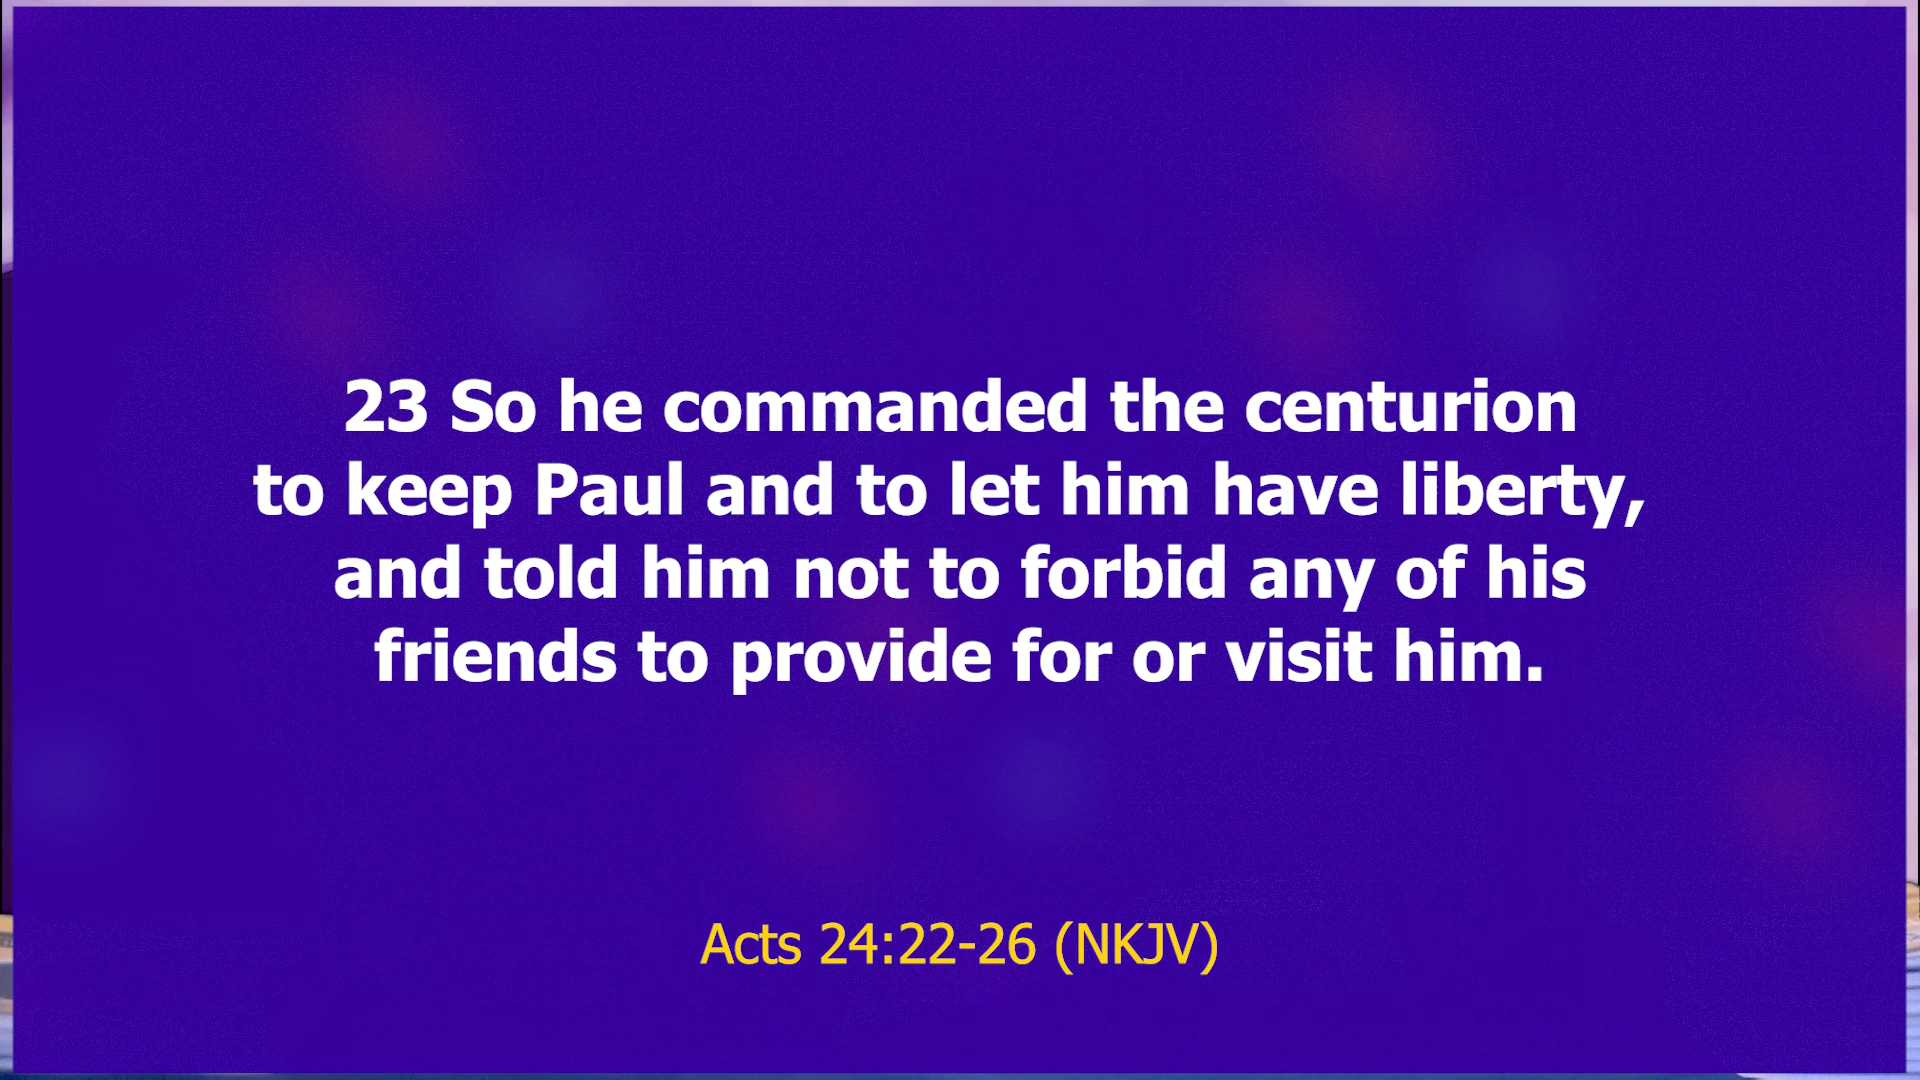 23 So he commanded the centurion
to keep Paul and to let him have liberty,
and told him not to forbid any of his
friends to provide for or visit him.
Acts 24:22-26 (NKJV)